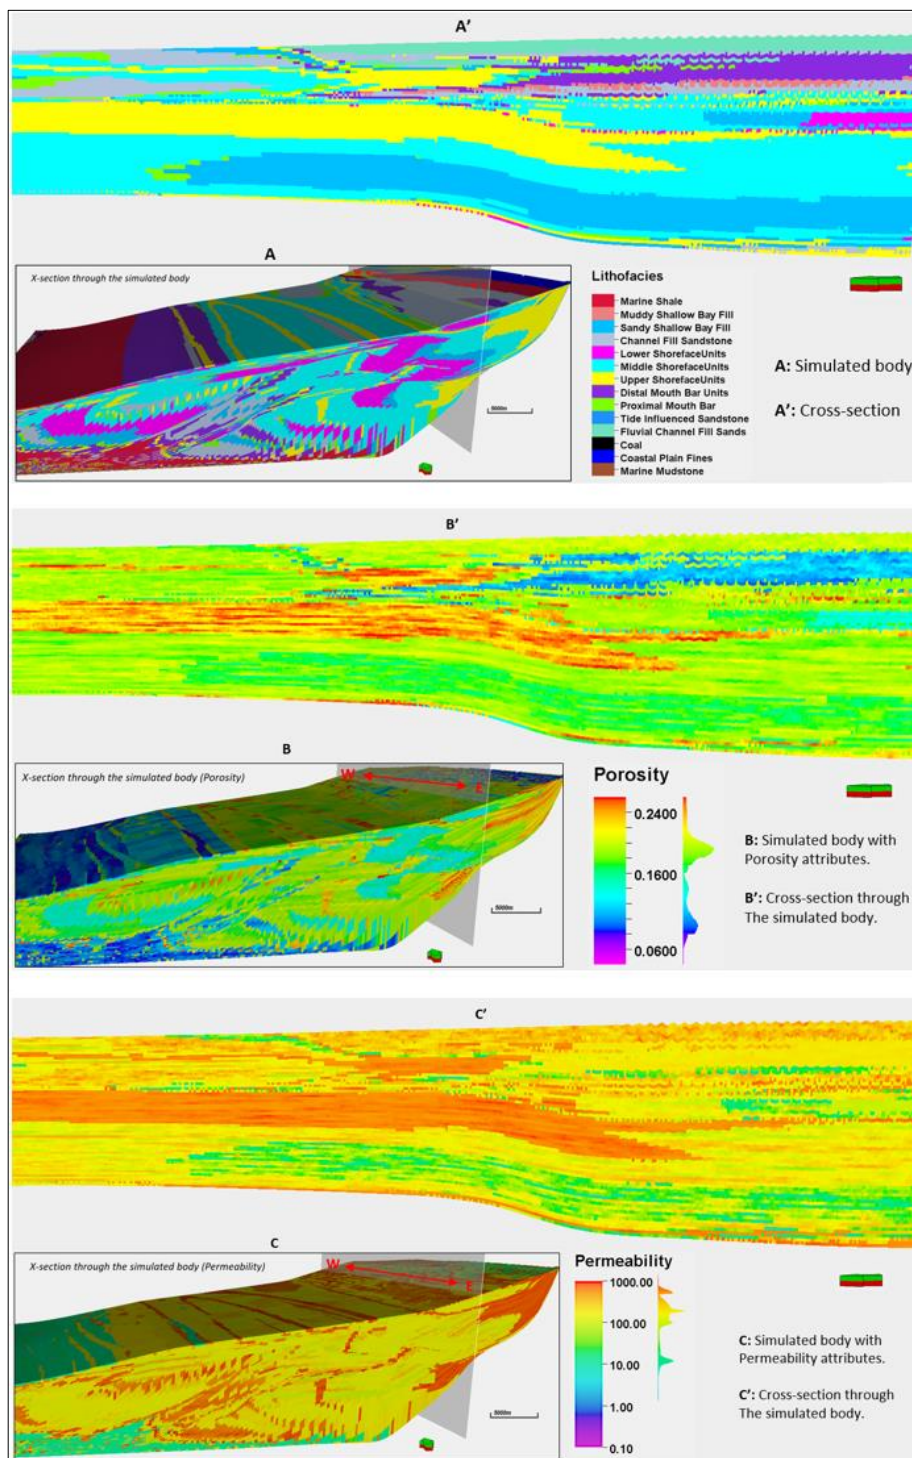 A’
A
X-section through the simulated body
Lithofacies
Marine Shale
Muddy Shallow Bay Fill
Sandy Shallow Bay Fill
Channel Fill Sandstone
Lower ShorefaceUnits
Middle ShorefaceUnits
Upper ShorefaceUnits
Distal Mouth Bar Units
Proximal Mouth Bar
Tide Influenced Sandstone
Fluvial Channel Fill Sands
Coal
Coastal Plain Fines
Marine Mudstone
5000m
A: Simulated body
A’: Cross-section
B’
B
X-section through the simulated body (Porosity)
W
E
5000m
Porosity
0.2400
0.1600
0.0600
B: Simulated body with
Porosity attributes.
B’: Cross-section through
The simulated body.
C’
C
X-section through the simulated body (Permeability)
W
E
5000m
Permeability
1000.00
100.00
10.00
1.00
0.10
C: Simulated body with
Permeability attributes.
C’: Cross-section through
The simulated body.